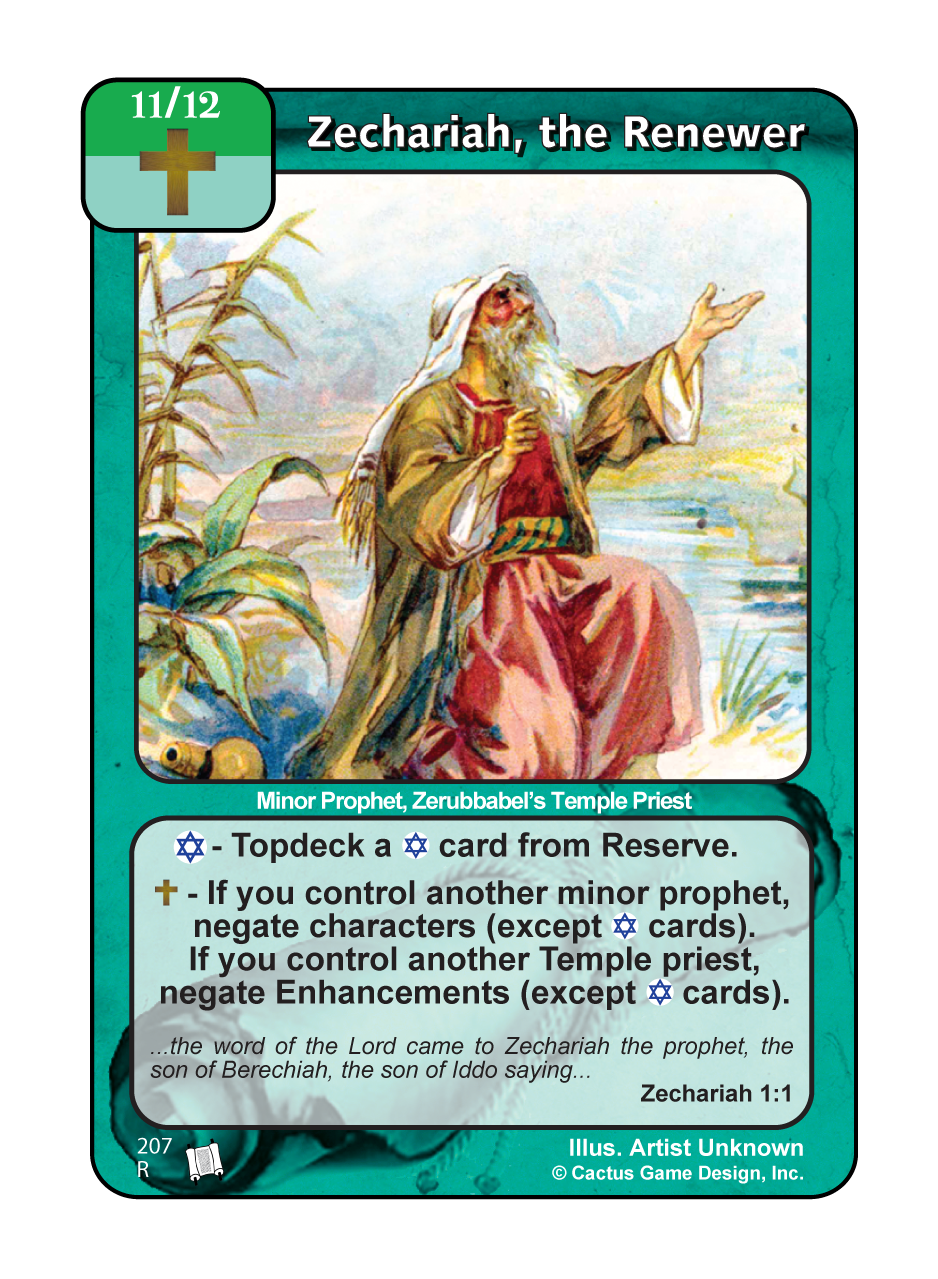 11/12
Zechariah, the Renewer
Minor Prophet, Zerubbabel's Temple Priest
✡ - Topdeck a ✡ card from Reserve.
✝ - If you control another minor prophet,
negate characters (except ✡ cards).
If you control another Temple priest,
negate Enhancements (except ✡ cards).
...the word of the Lord came to Zechariah the prophet, the
son of Berechiah, the son of Iddo saying...
Zechariah 1:1
207
R
Illus. Artist Unknown
© Cactus Game Design, Inc.